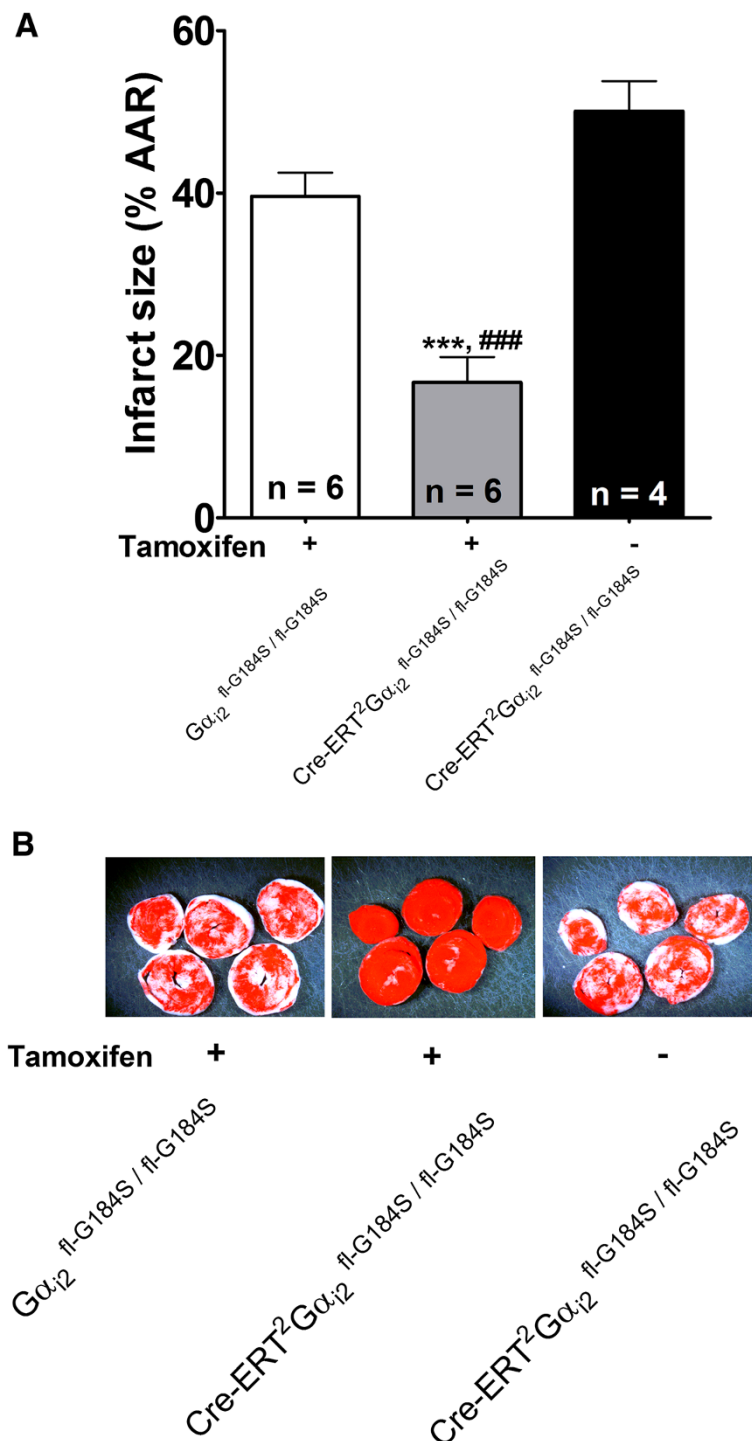 A
60
40
20
0
Infarct size (% AAR)
***, ###
n = 6
n = 6
n = 4
Tamoxifen + + -
Gαi2 fl-G184S / fl-G184S
Cre-ERT²Gαi2 fl-G184S / fl-G184S
Cre-ERT²Gαi2 fl-G184S / fl-G184S
B
Tamoxifen + + -
Gαi2 fl-G184S / fl-G184S
Cre-ERT²Gαi2 fl-G184S / fl-G184S
Cre-ERT²Gαi2 fl-G184S / fl-G184S